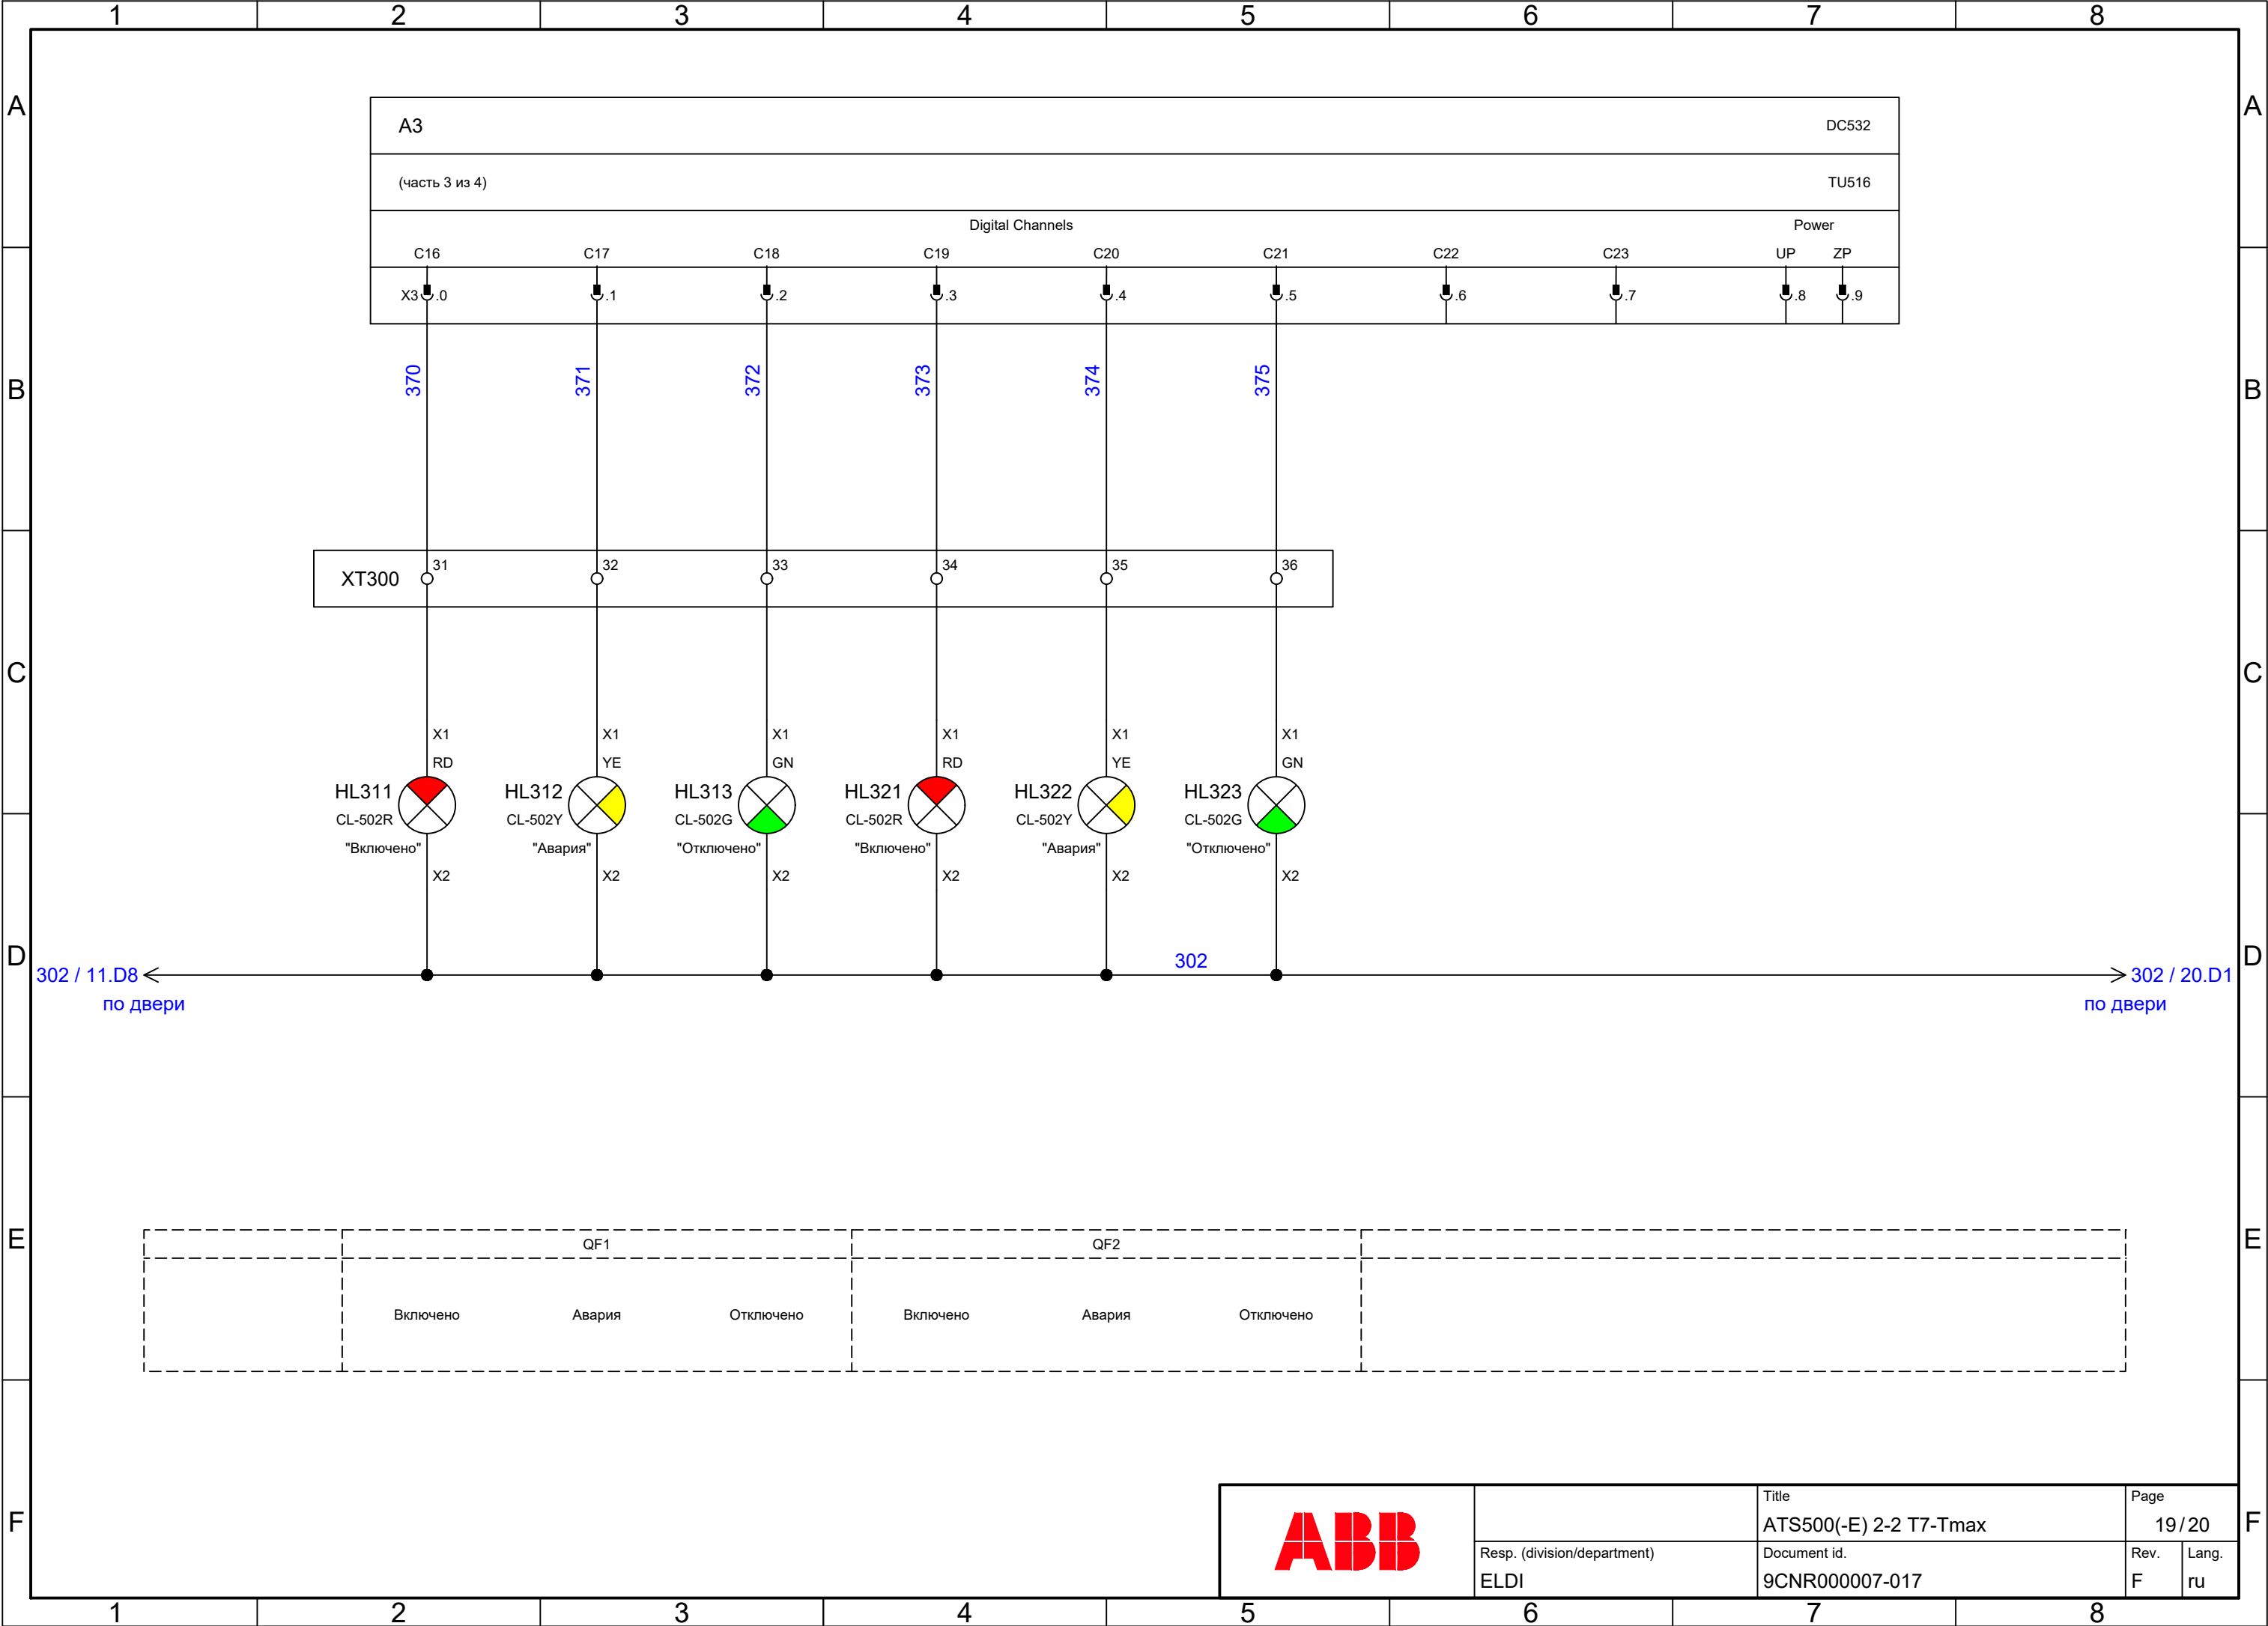 1 2 3 4 5 6 7 8
A A
A3 DC532
(часть 3 из 4) TU516
Digital Channels Power
C16 C17 C18 C19 C20 C21 C22 C23 UP ZP
X3 .0 .1 .2 .3 .4 .5 .6 .7 .8 .9
370 371 372 373 374 375
B B
XT300 31 32 33 34 35 36
C C
X1 X1 X1 X1 X1 X1
RD YE GN RD YE GN
HL311 HL312 HL313 HL321 HL322 HL323
CL-502R CL-502Y CL-502G CL-502R CL-502Y CL-502G
"Включено" "Авария" "Отключено" "Включено" "Авария" "Отключено"
X2 X2 X2 X2 X2 X2
D D
302
302 / 11.D8 302 / 20.D1
по двери по двери
E E
QF1 QF2
Включено Авария Отключено Включено Авария Отключено
F F
ABB
Title Page
ATS500(-E) 2-2 T7-Tmax 19/20
Resp. (division/department) Document id. Rev. Lang.
ELDI 9CNR000007-017 F ru
1 2 3 4 5 6 7 8